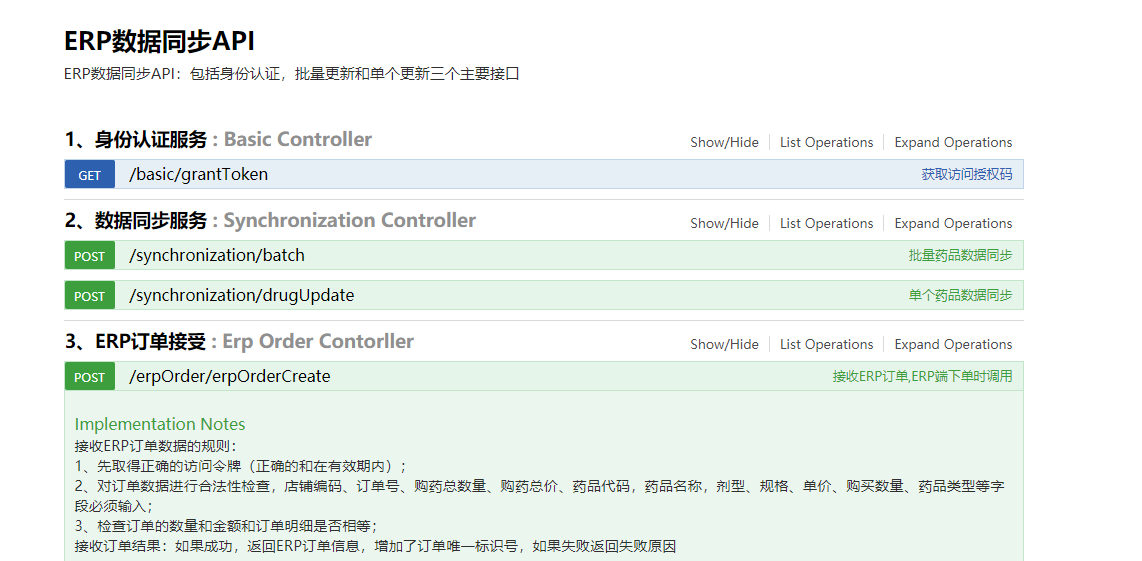 ERP数据同步API
ERP数据同步API：包括身份认证，批量更新和单个更新三个主要接口
1、身份认证服务 : Basic Controller Show/Hide List Operations Expand Operations
GET /basic/grantToken 获取访问授权码
2、数据同步服务 : Synchronization Controller Show/Hide List Operations Expand Operations
POST /synchronization/batch 批量药品数据同步
POST /synchronization/drugUpdate 单个药品数据同步
3、ERP订单接受 : Erp Order Contorller Show/Hide List Operations Expand Operations
POST /erpOrder/erpOrderCreate 接收ERP订单,ERP端下单时调用
Implementation Notes
接收ERP订单数据的规则：
1、先取得正确的访问令牌（正确的和在有效期内）；
2、对订单数据进行合法性检查，店铺编码、订单号、购药总数量、购药总价、药品代码，药品名称，剂型、规格、单价、购买数量、药品类型等字
段必须输入；
3、检查订单的数量和金额和订单明细是否相等；
接收订单结果：如果成功，返回ERP订单信息，增加了订单唯一标识号，如果失败返回失败原因